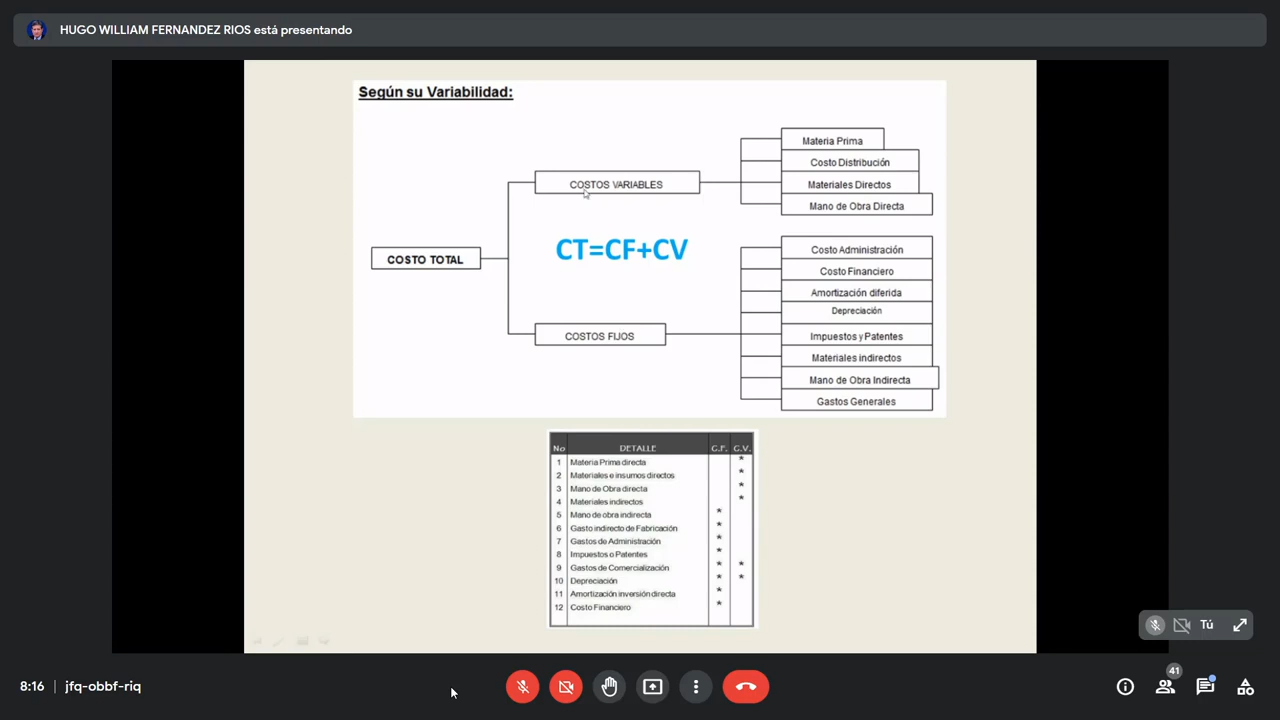 HUGO WILLIAM FERNANDEZ RIOS está presentando
Según su Variabilidad:
COSTO TOTAL
COSTOS VARIABLES
Materia Prima
Costo Distribución
Materiales Directos
Mano de Obra Directa
CT=CF+CV
COSTOS FIJOS
Costo Administración
Costo Financiero
Amortización diferida
Depreciación
Impuestos y Patentes
Materiales indirectos
Mano de Obra Indirecta
Gastos Generales
No DETALLE C.F. C.V.
1 Materia Prima directa *
2 Materiales e insumos directos *
3 Mano de Obra directa *
4 Materiales indirectos *
5 Mano de obra indirecta *
6 Gasto indirecto de Fabricación *
7 Gastos de Administración *
8 Impuestos o Patentes *
9 Gastos de Comercialización * *
10 Depreciación * *
11 Amortización inversión directa *
12 Costo Financiero *
Tú
8:16 | jfq-obbf-riq
41